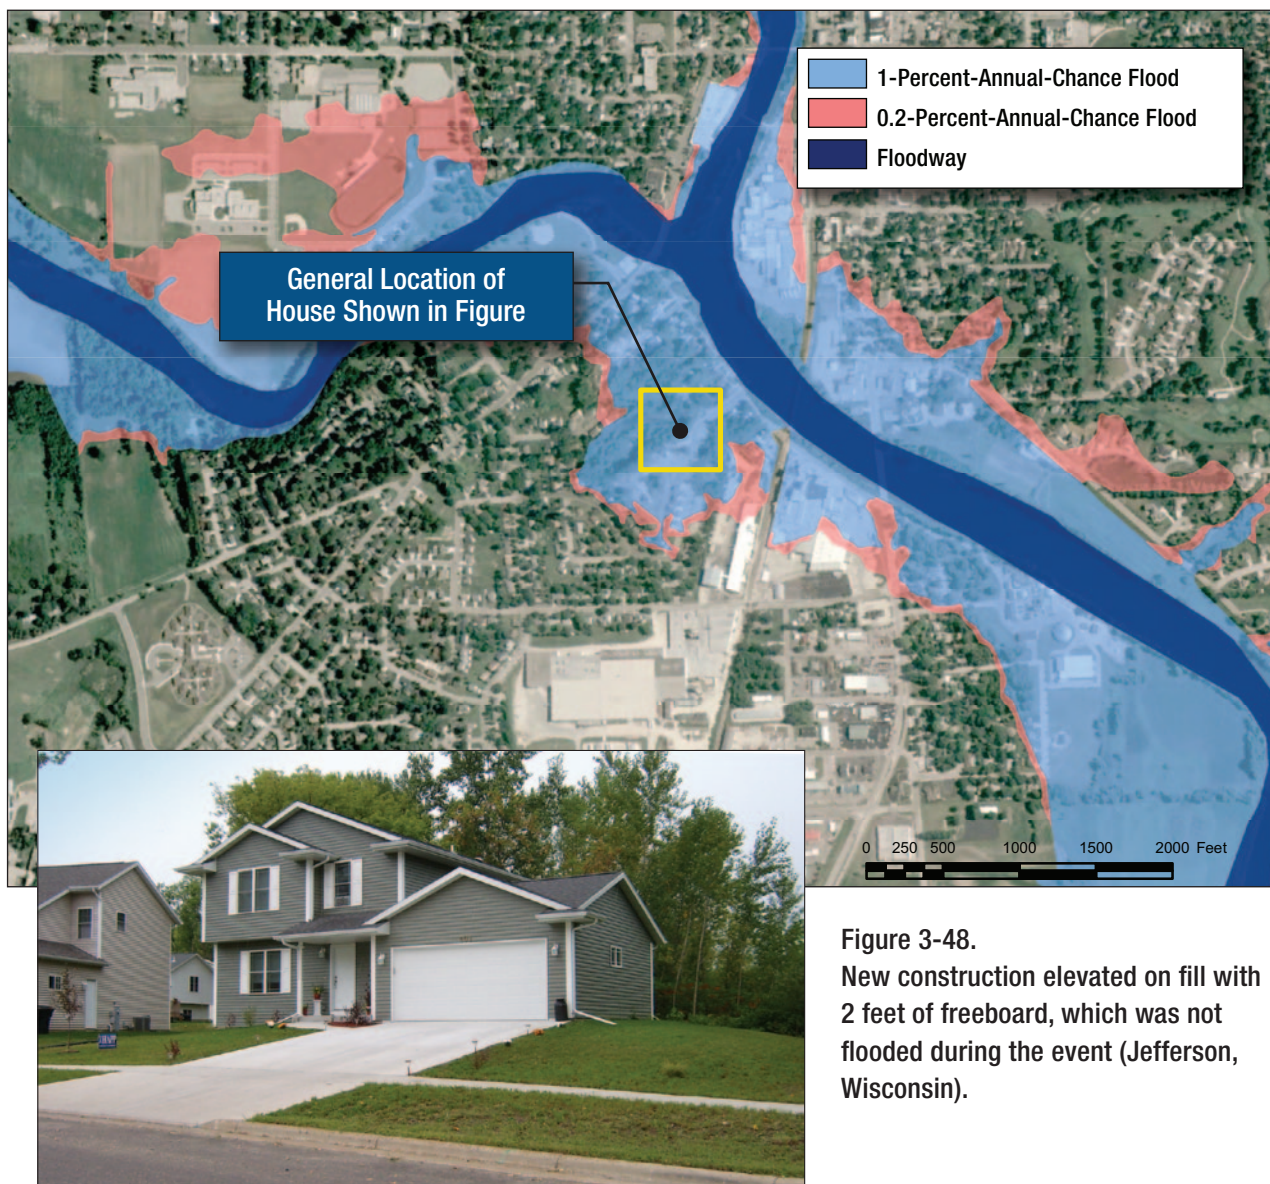 1-Percent-Annual-Chance Flood
0.2-Percent-Annual-Chance Flood
Floodway
General Location of
House Shown in Figure
0 250 500 1000 1500 2000 Feet
Figure 3-48.
New construction elevated on fill with
2 feet of freeboard, which was not
flooded during the event (Jefferson,
Wisconsin).